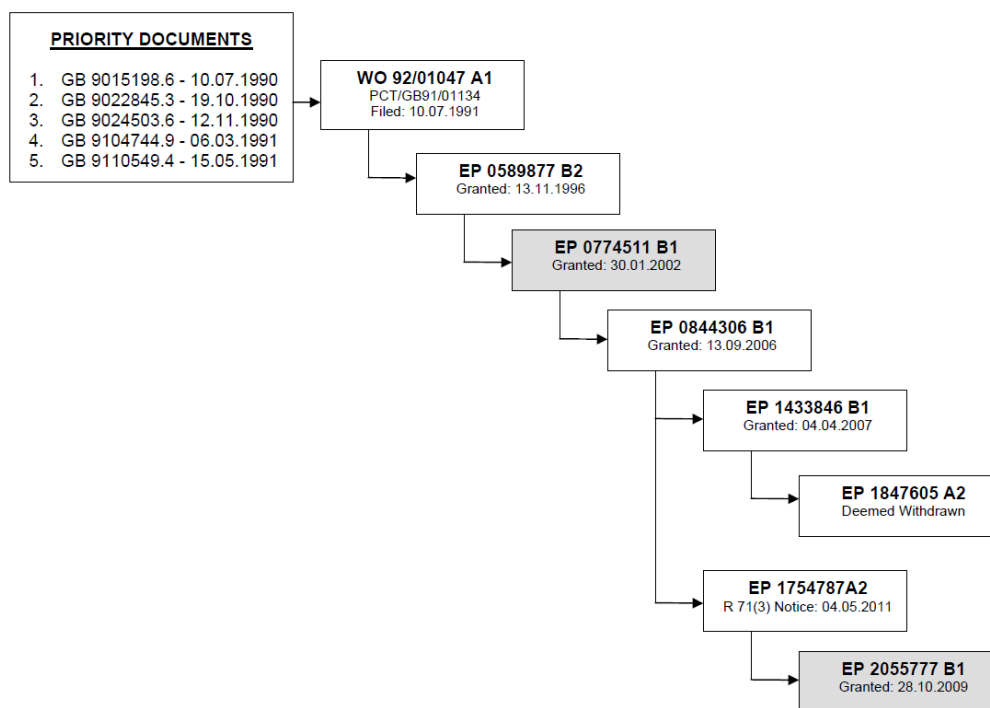 PRIORITY DOCUMENTS
1. GB 9015198.6 - 10.07.1990
2. GB 9022845.3 - 19.10.1990
3. GB 9024503.6 - 12.11.1990
4. GB 9104744.9 - 06.03.1991
5. GB 9110549.4 - 15.05.1991
WO 92/01047 A1
PCT/GB91/01134
Filed: 10.07.1991
EP 0589877 B2
Granted: 13.11.1996
EP 0774511 B1
Granted: 30.01.2002
EP 0844306 B1
Granted: 13.09.2006
EP 1433846 B1
Granted: 04.04.2007
EP 1847605 A2
Deemed Withdrawn
EP 1754787A2
R 71(3) Notice: 04.05.2011
EP 2055777 B1
Granted: 28.10.2009